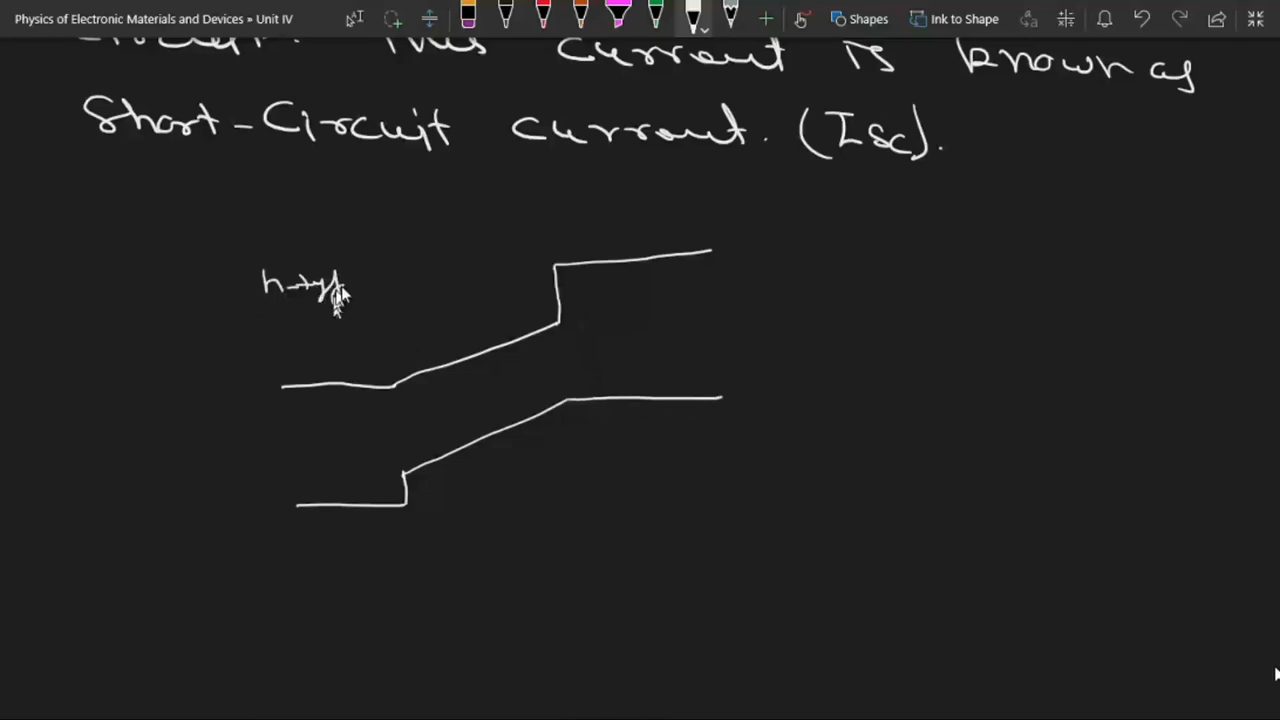 Physics of Electronic Materials and Devices » Unit IV
Shapes
Ink to Shape
This current is known as
Short-Circuit current. (Isc).